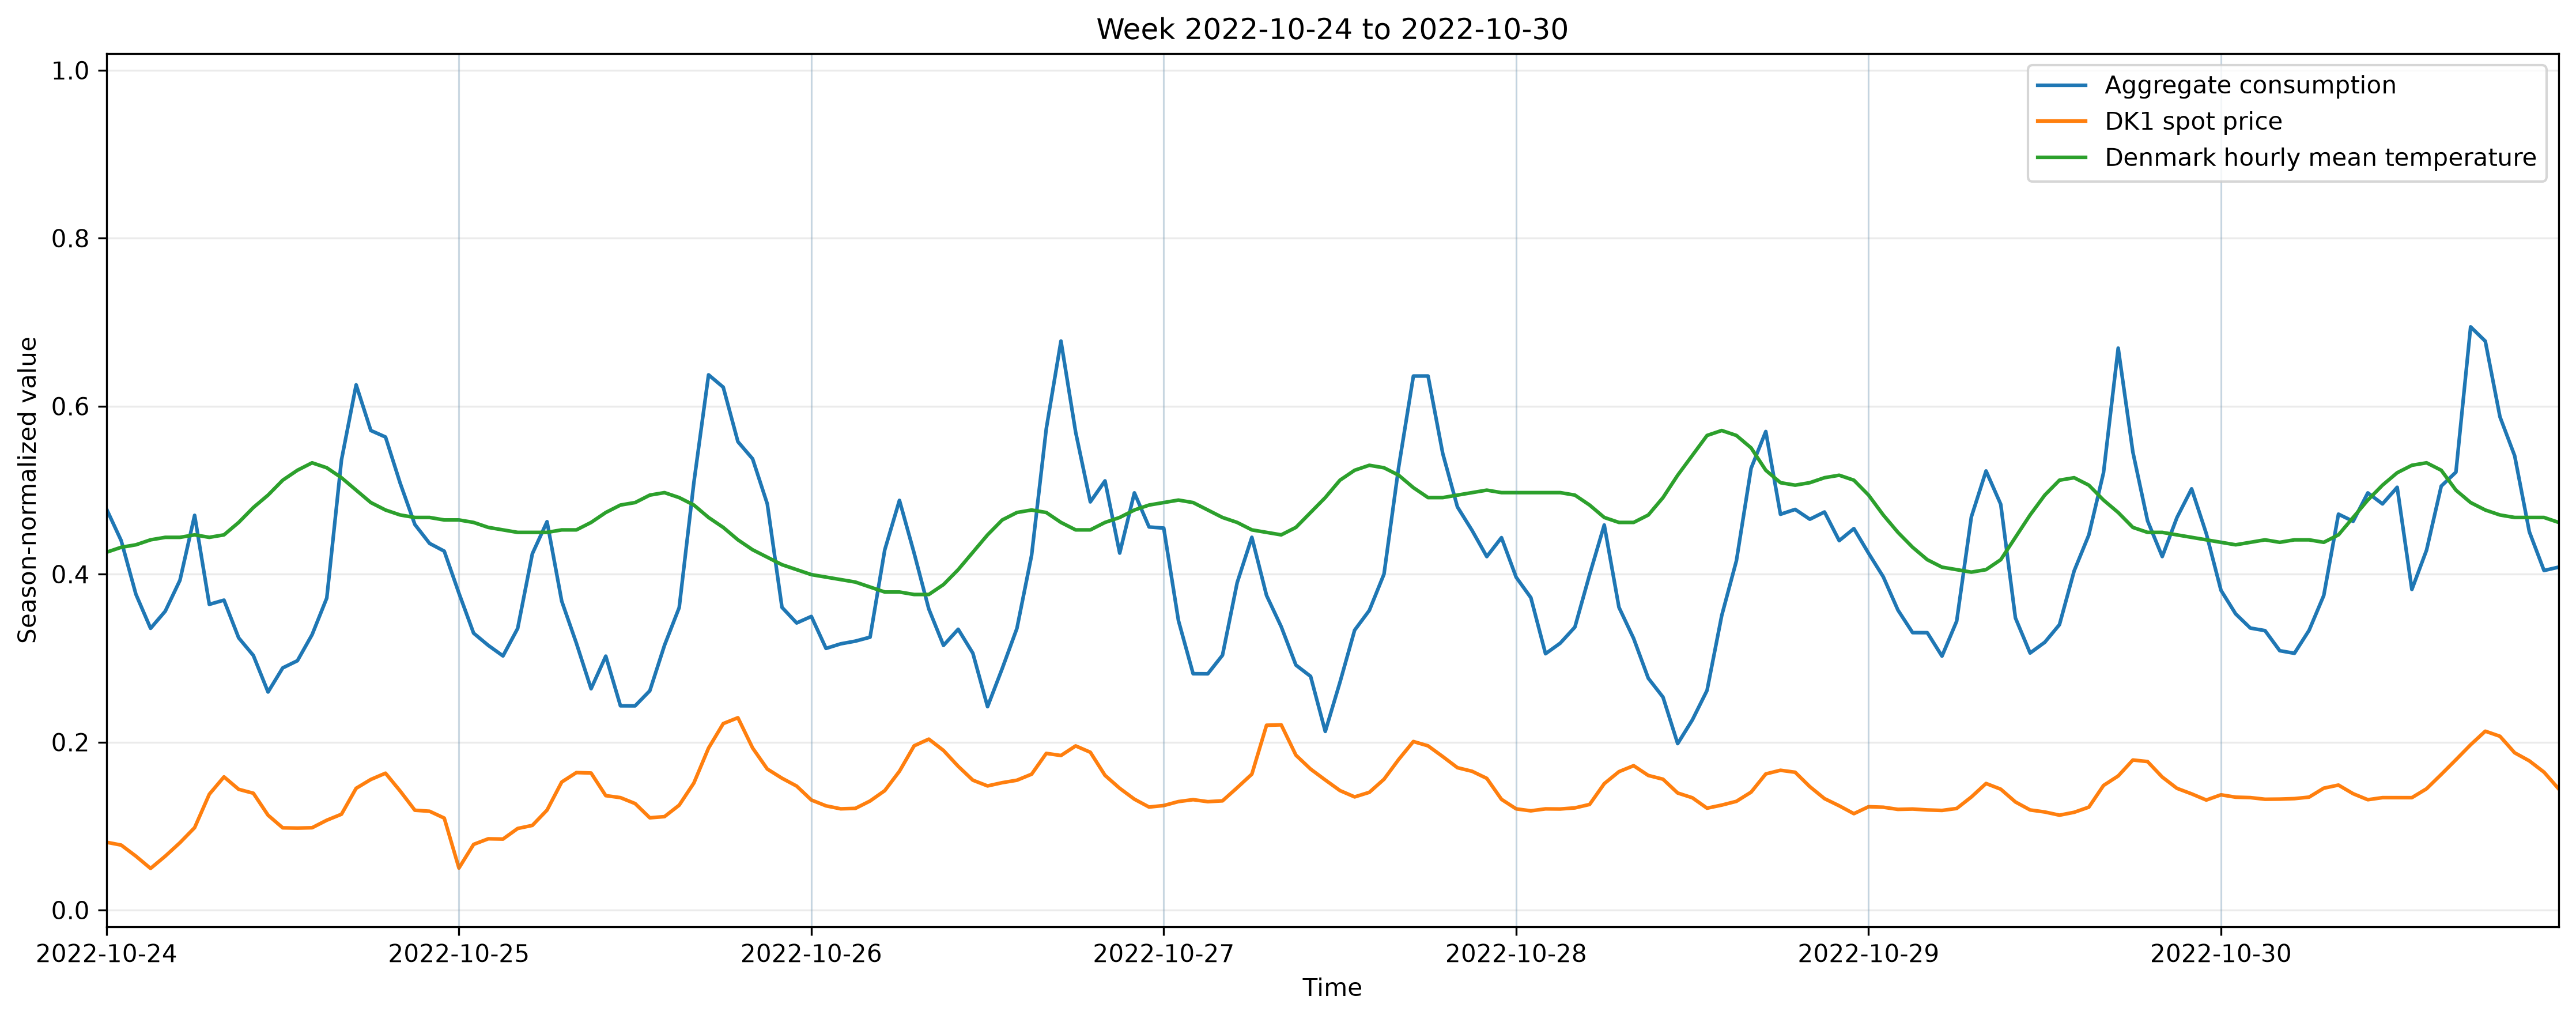 Week 2022-10-24 to 2022-10-30
Aggregate consumption
DK1 spot price
Denmark hourly mean temperature
Season-normalized value
1.0
0.8
0.6
0.4
0.2
0.0
2022-10-24 2022-10-25 2022-10-26 2022-10-27 2022-10-28 2022-10-29 2022-10-30
Time